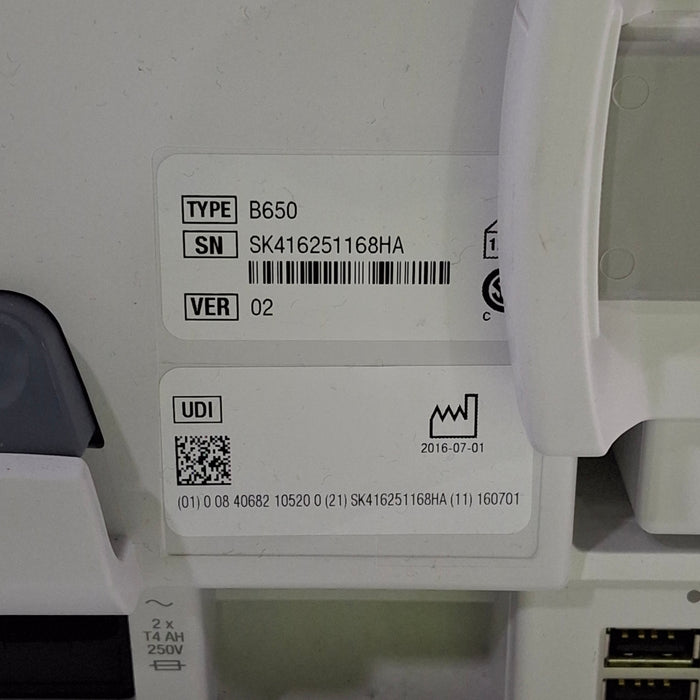 TYPE B650
SN SK416251168HA
VER 02
C
UDI
2016-07-01
(01) 0 08 40682 10520 0 (21) SK416251168HA (11) 160701
2 x
T4 AH
250V